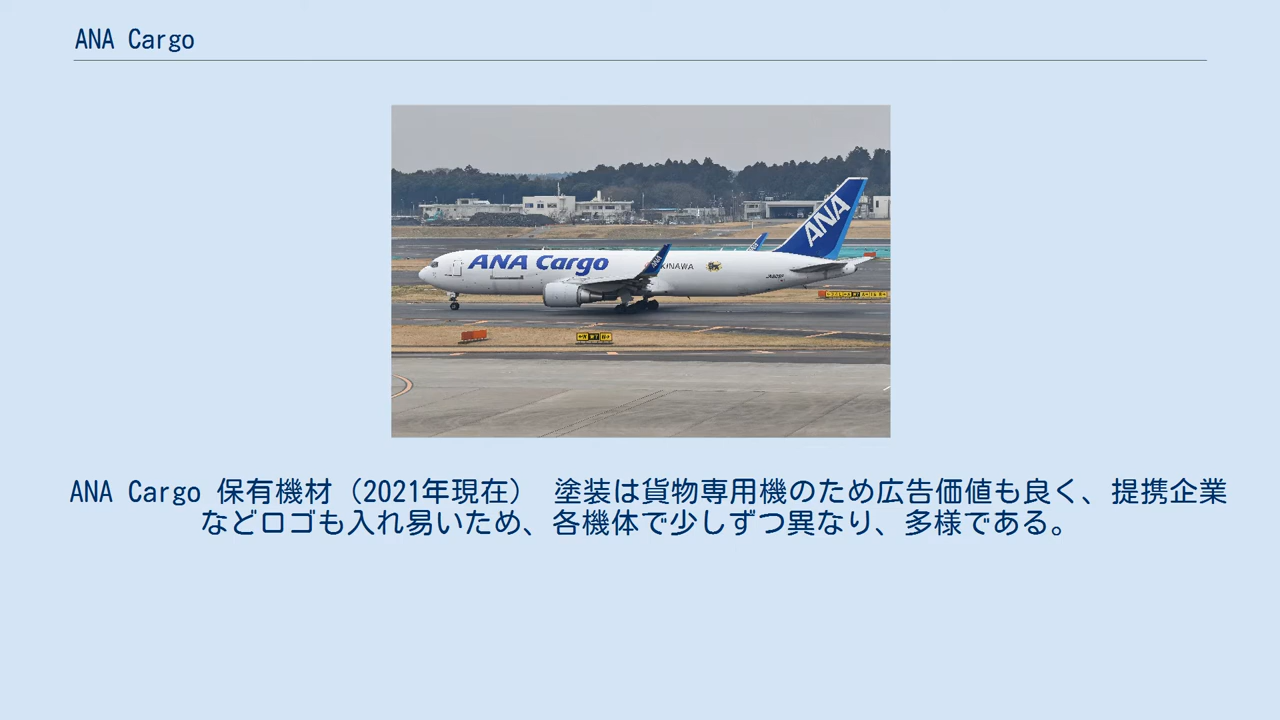 ANA Cargo
ANA
ANA Cargo
ANA
KINAWA
ANA Cargo 保有機材（2021年現在） 塗装は貨物専用機のため広告価値も良く、提携企業
などロゴも入れ易いため、各機体で少しずつ異なり、多様である。